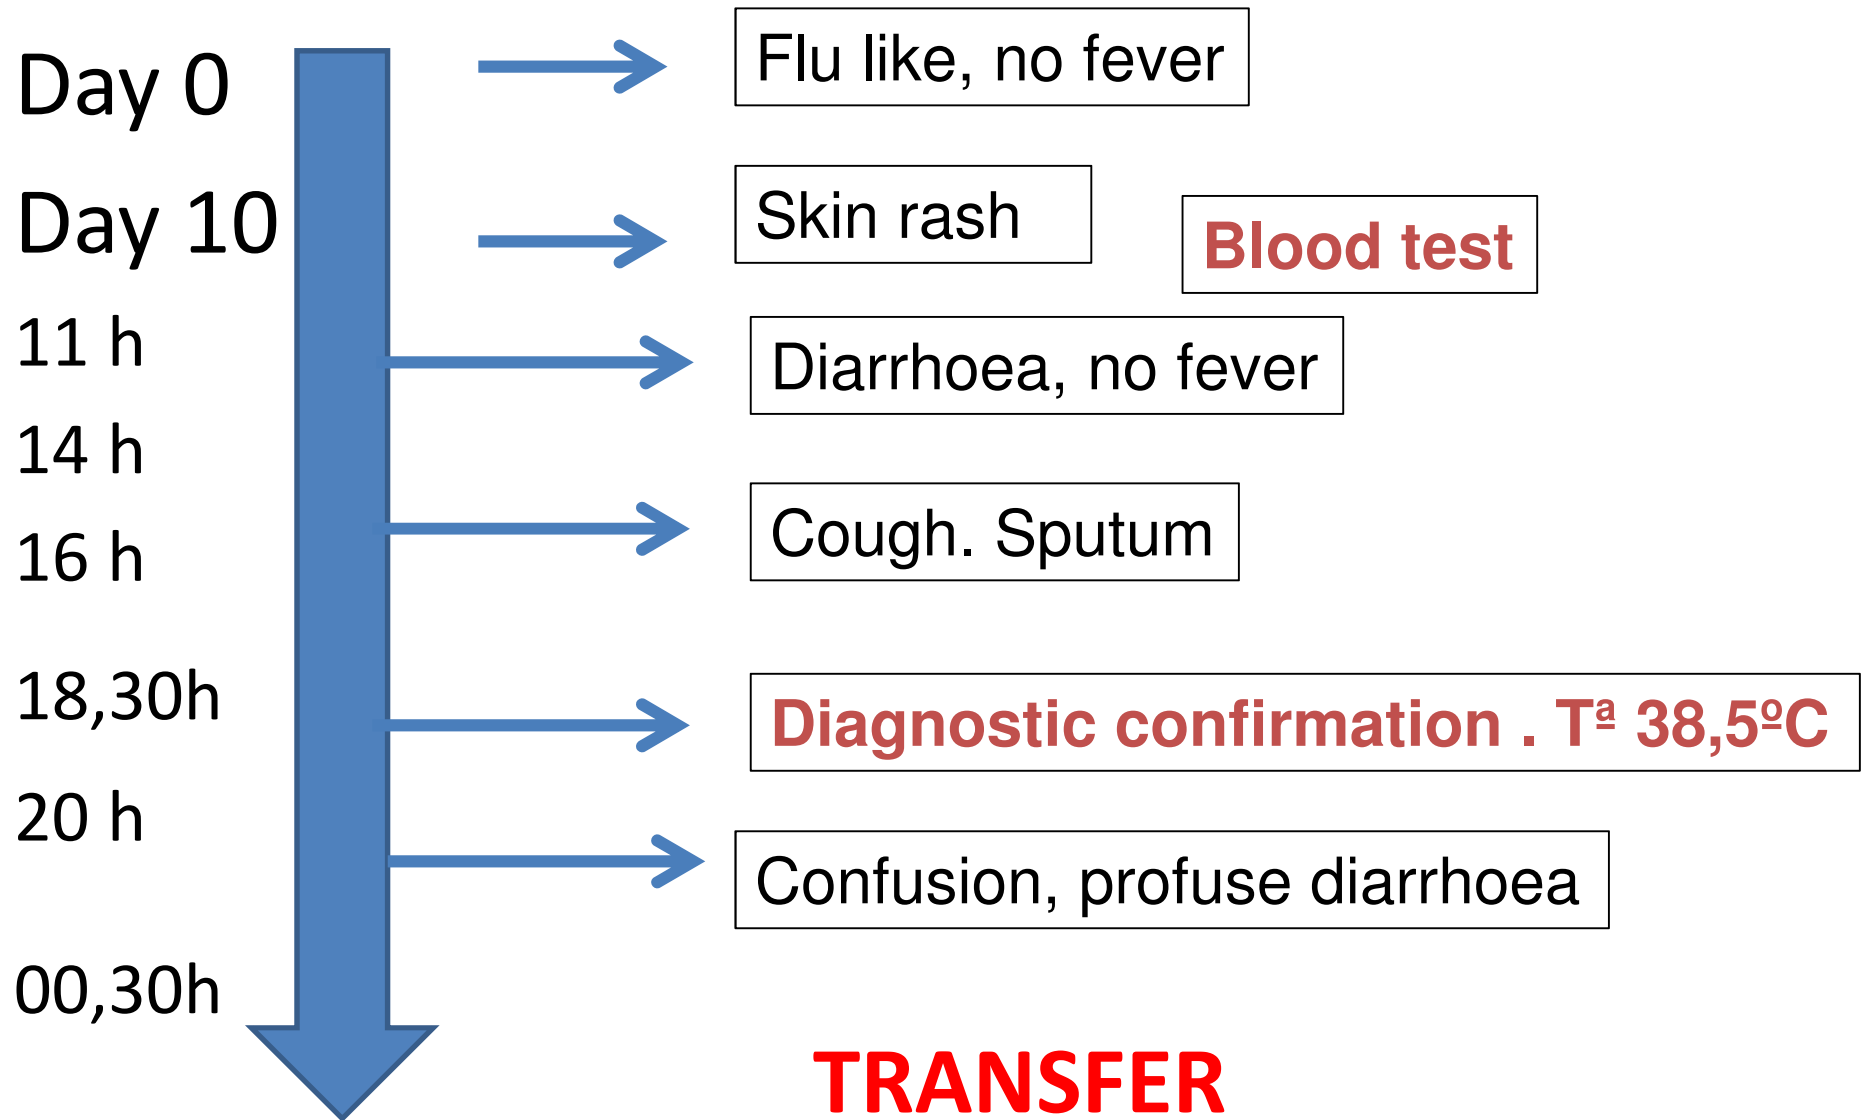 Day 0
Flu like, no fever
Day 10
Skin rash
Blood test
11 h
Diarrhoea, no fever
14 h
16 h
Cough. Sputum
18,30h
Diagnostic confirmation . Tª 38,5ºC
20 h
Confusion, profuse diarrhoea
00,30h
TRANSFER